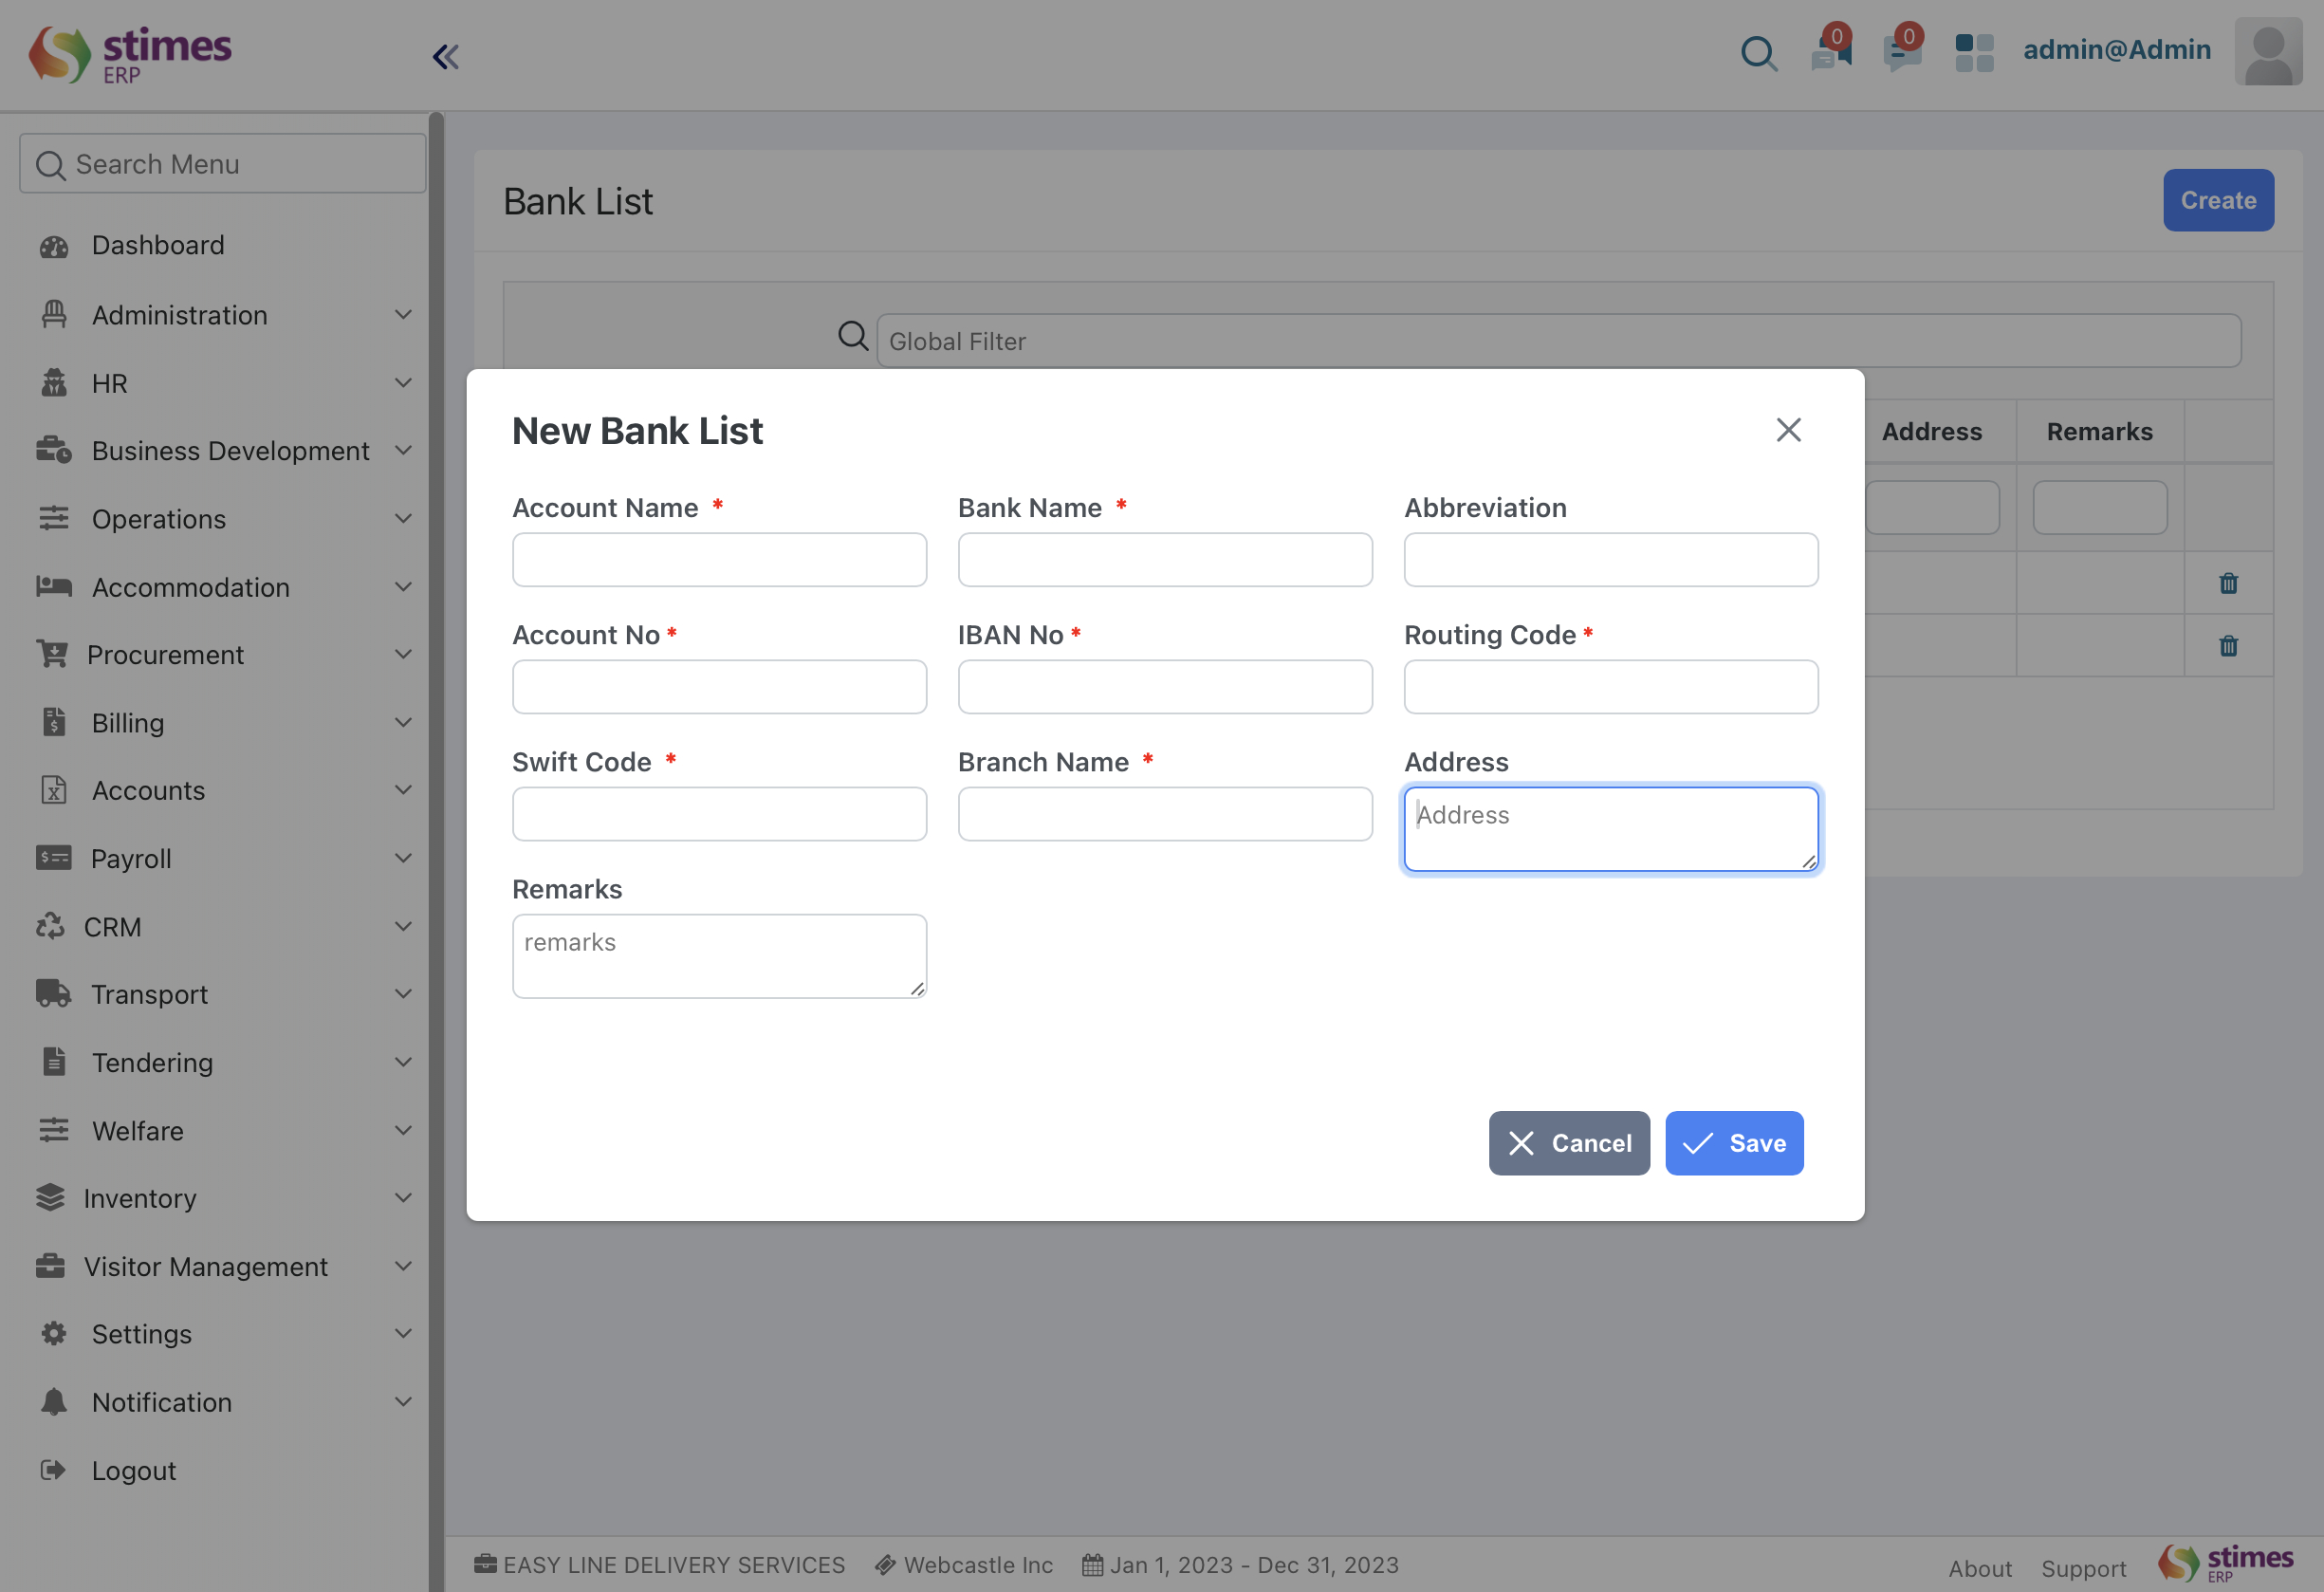 stimes
ERP
0
0
admin@Admin
Search Menu
Dashboard
Administration
HR
Business Development
Operations
Accommodation
Procurement
Billing
Accounts
Payroll
CRM
Transport
Tendering
Welfare
Inventory
Visitor Management
Settings
Notification
Logout
Bank List
Create
Global Filter
Address Remarks
New Bank List
Account Name * Bank Name * Abbreviation
Account No * IBAN No * Routing Code *
Swift Code * Branch Name * Address
Address
Remarks
remarks
Cancel Save
EASY LINE DELIVERY SERVICES Webcastle Inc Jan 1, 2023 - Dec 31, 2023
About Support
stimes
ERP